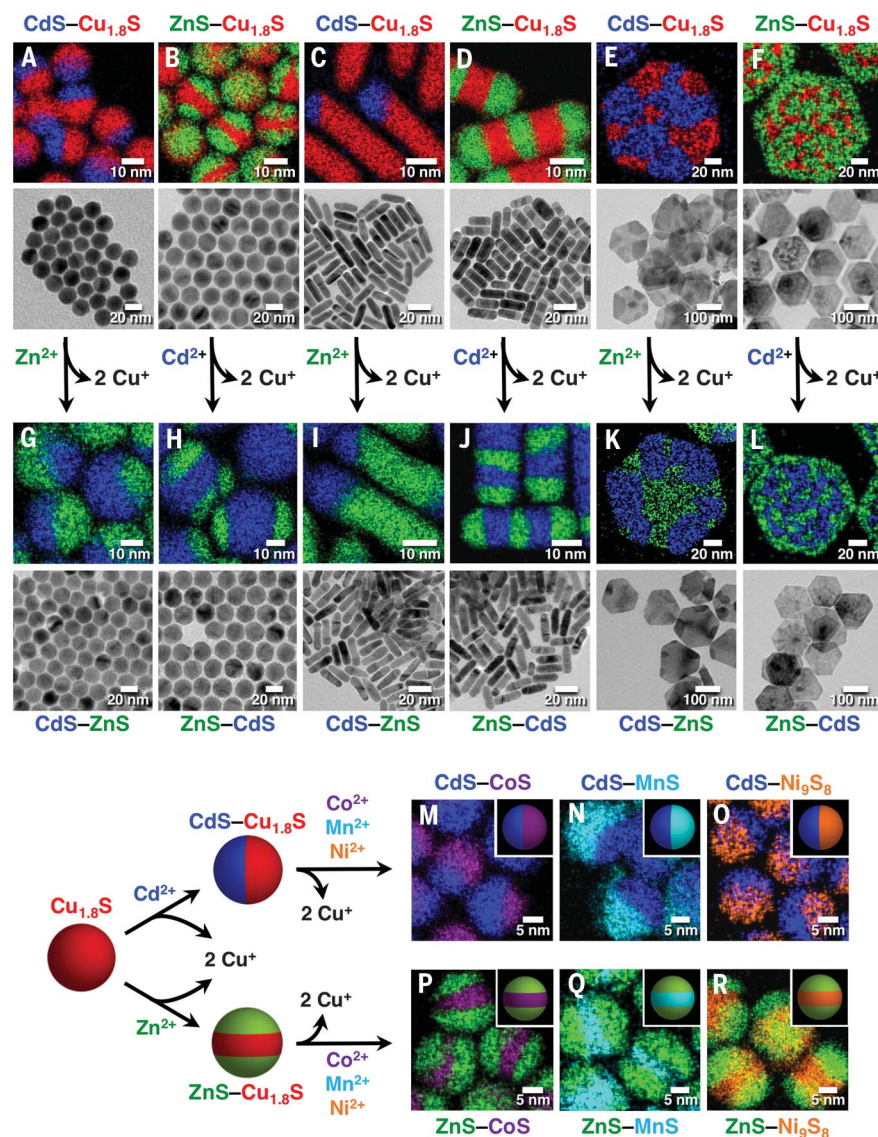 CdS–Cu1.8S ZnS–Cu1.8S CdS–Cu1.8S ZnS–Cu1.8S CdS–Cu1.8S ZnS–Cu1.8S
A B C D E F
10 nm 10 nm 10 nm 10 nm 20 nm 20 nm
20 nm 20 nm 20 nm 20 nm 100 nm 100 nm
Zn2+ Cd2+ Zn2+ Cd2+ Zn2+ Cd2+
2 Cu+ 2 Cu+ 2 Cu+ 2 Cu+ 2 Cu+ 2 Cu+
G H I J K L
10 nm 10 nm 10 nm 10 nm 20 nm 20 nm
20 nm 20 nm 20 nm 20 nm 100 nm 100 nm
CdS–ZnS ZnS–CdS CdS–ZnS ZnS–CdS CdS–ZnS ZnS–CdS
CdS–CoS CdS–MnS CdS–Ni9S8
M N O
5 nm 5 nm 5 nm
CdS–Cu1.8S
Co2+
Mn2+
Ni2+
2 Cu+
Cu1.8S
Cd2+
2 Cu+
Zn2+
2 Cu+
Co2+
Mn2+
Ni2+
ZnS–Cu1.8S
P Q R
5 nm 5 nm 5 nm
ZnS–CoS ZnS–MnS ZnS–Ni9S8